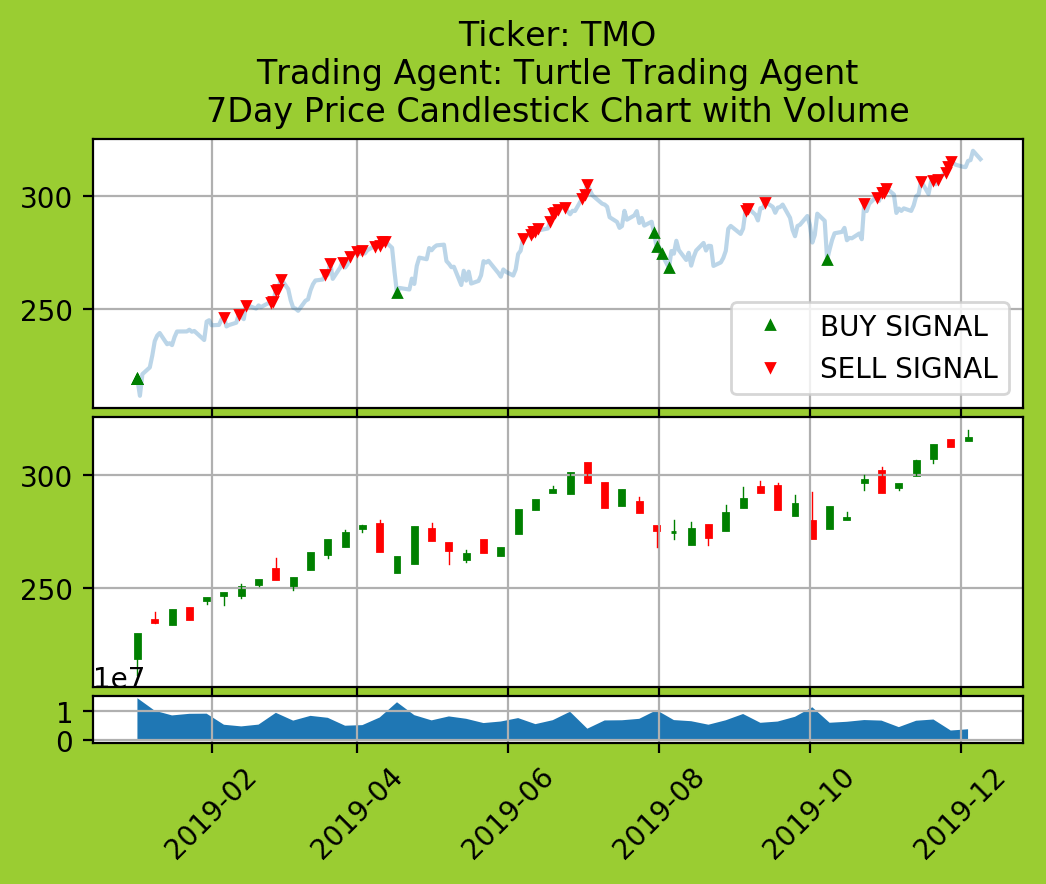 Ticker: TMO
Trading Agent: Turtle Trading Agent
7Day Price Candlestick Chart with Volume
300
250
BUY SIGNAL
SELL SIGNAL
300
250
1e7
1
0
2019-02
2019-04
2019-06
2019-08
2019-10
2019-12